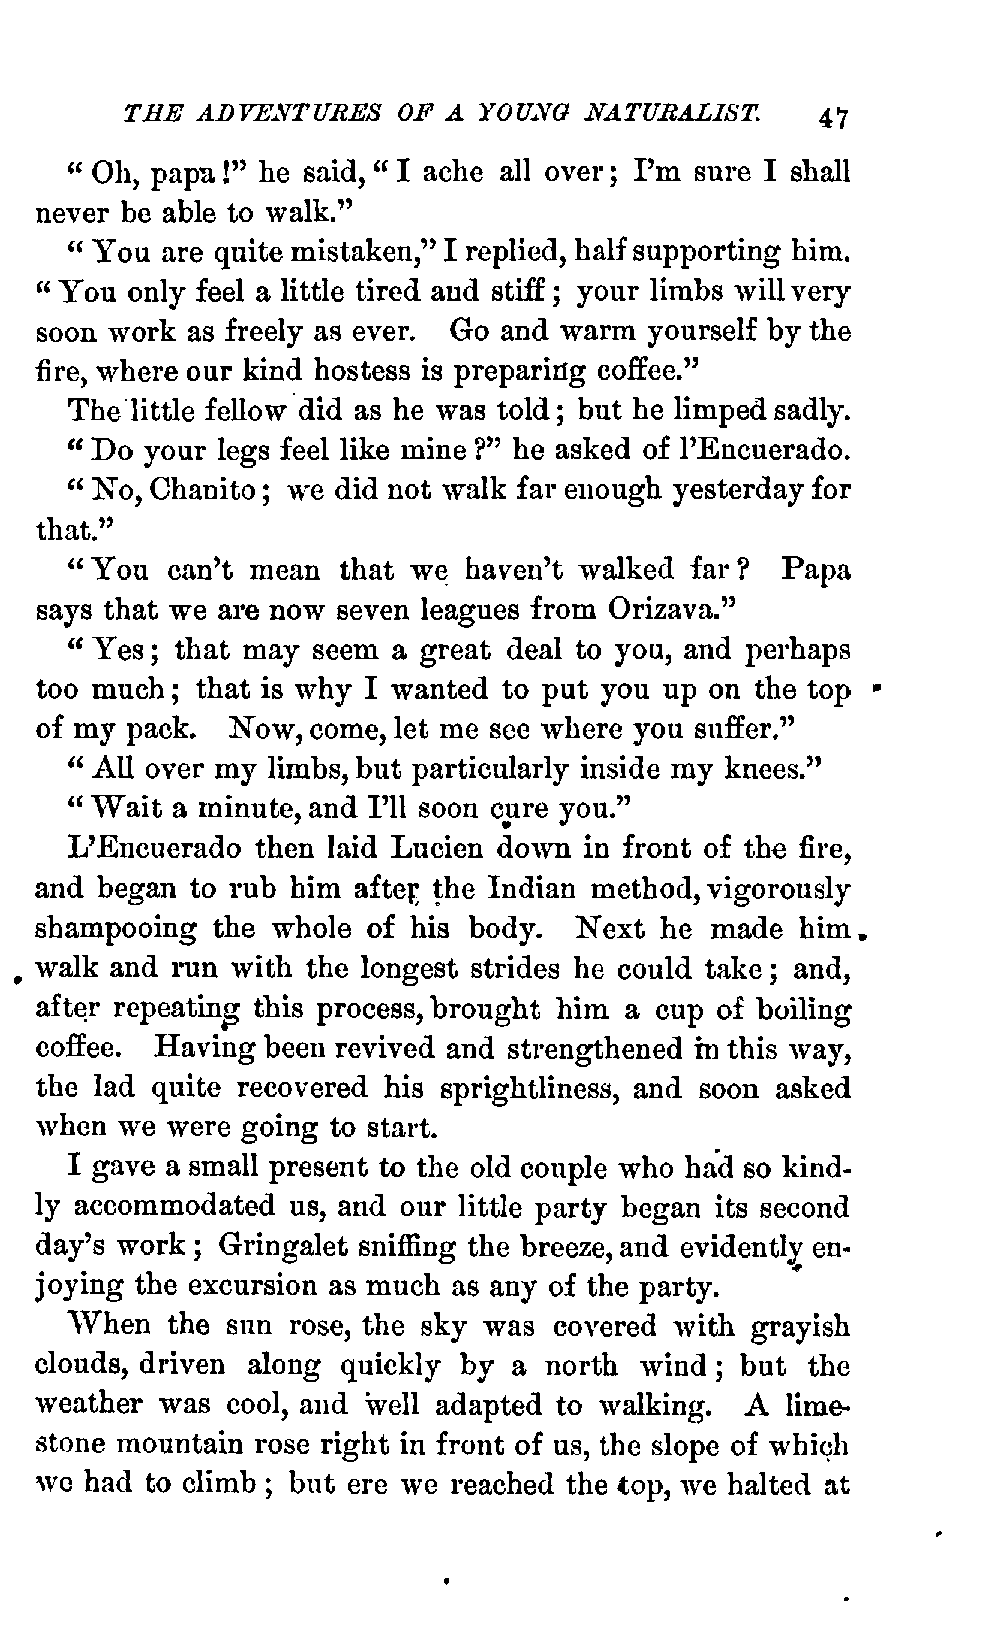 THE ADVENTURES OF A YOUNG NATURALIST. 47
"Oh, papa!" he said, "I ache all over; I'm sure I shall
never be able to walk."
"You are quite mistaken," I replied, half supporting him.
"You only feel a little tired and stiff; your limbs will very
soon work as freely as ever. Go and warm yourself by the
fire, where our kind hostess is preparing coffee."
The little fellow did as he was told; but he limped sadly.
"Do your legs feel like mine?" he asked of l'Encuerado.
"No, Chanito; we did not walk far enough yesterday for
that."
"You can't mean that we haven't walked far? Papa
says that we are now seven leagues from Orizava."
"Yes; that may seem a great deal to you, and perhaps
too much; that is why I wanted to put you up on the top
of my pack. Now, come, let me see where you suffer."
"All over my limbs, but particularly inside my knees."
"Wait a minute, and I'll soon cure you."
L'Encuerado then laid Lucien down in front of the fire,
and began to rub him after the Indian method, vigorously
shampooing the whole of his body. Next he made him
walk and run with the longest strides he could take; and,
after repeating this process, brought him a cup of boiling
coffee. Having been revived and strengthened in this way,
the lad quite recovered his sprightliness, and soon asked
when we were going to start.
I gave a small present to the old couple who had so kind-
ly accommodated us, and our little party began its second
day's work; Gringalet sniffing the breeze, and evidently en-
joying the excursion as much as any of the party.
When the sun rose, the sky was covered with grayish
clouds, driven along quickly by a north wind; but the
weather was cool, and well adapted to walking. A lime-
stone mountain rose right in front of us, the slope of which
we had to climb; but ere we reached the top, we halted at